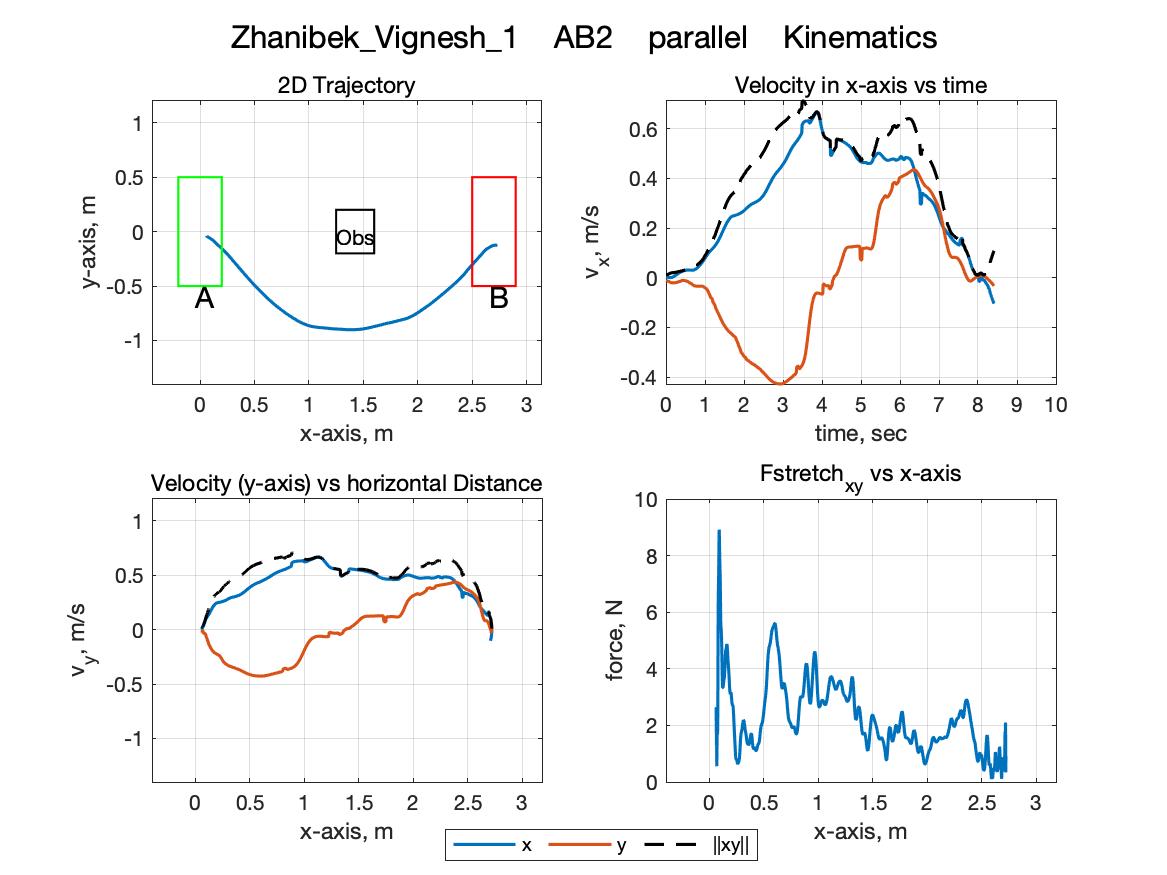 Zhanibek_Vignesh_1 AB2 parallel Kinematics
2D Trajectory
y-axis, m
1
0.5
0
-0.5
-1
Obs
A
B
0 0.5 1 1.5 2 2.5 3
x-axis, m
Velocity in x-axis vs time
v_x, m/s
0.6
0.4
0.2
0
-0.2
-0.4
0 1 2 3 4 5 6 7 8 9 10
time, sec
Velocity (y-axis) vs horizontal Distance
v_y, m/s
1
0.5
0
-0.5
-1
0 0.5 1 1.5 2 2.5 3
x-axis, m
Fstretch_xy vs x-axis
force, N
10
8
6
4
2
0
0 0.5 1 1.5 2 2.5 3
x-axis, m
x y ||xy||